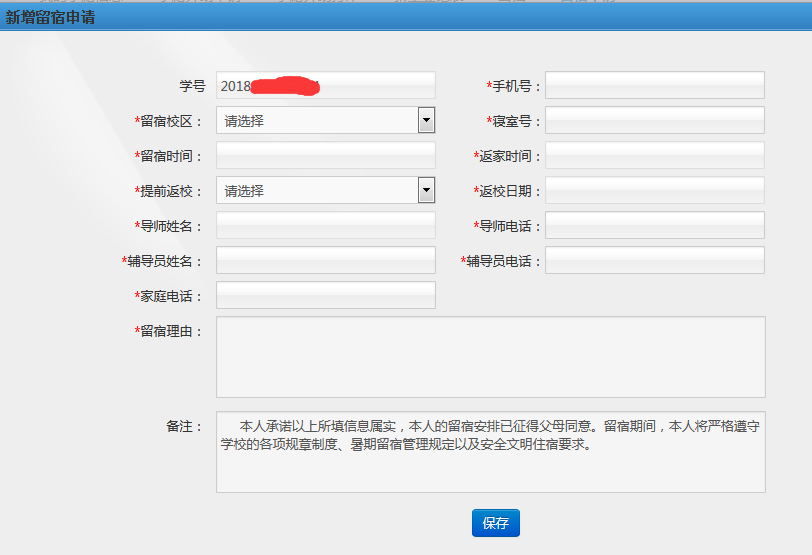 新增留宿申请
学号 2018
*手机号：
*留宿校区： 请选择
*寝室号：
*留宿时间：
*返家时间：
*提前返校： 请选择
*返校日期：
*导师姓名：
*导师电话：
*辅导员姓名：
*辅导员电话：
*家庭电话：
*留宿理由：
备注： 本人承诺以上所填信息属实，本人的留宿安排已征得父母同意。留宿期间，本人将严格遵守
学校的各项规章制度、暑期留宿管理规定以及安全文明住宿要求。
保存